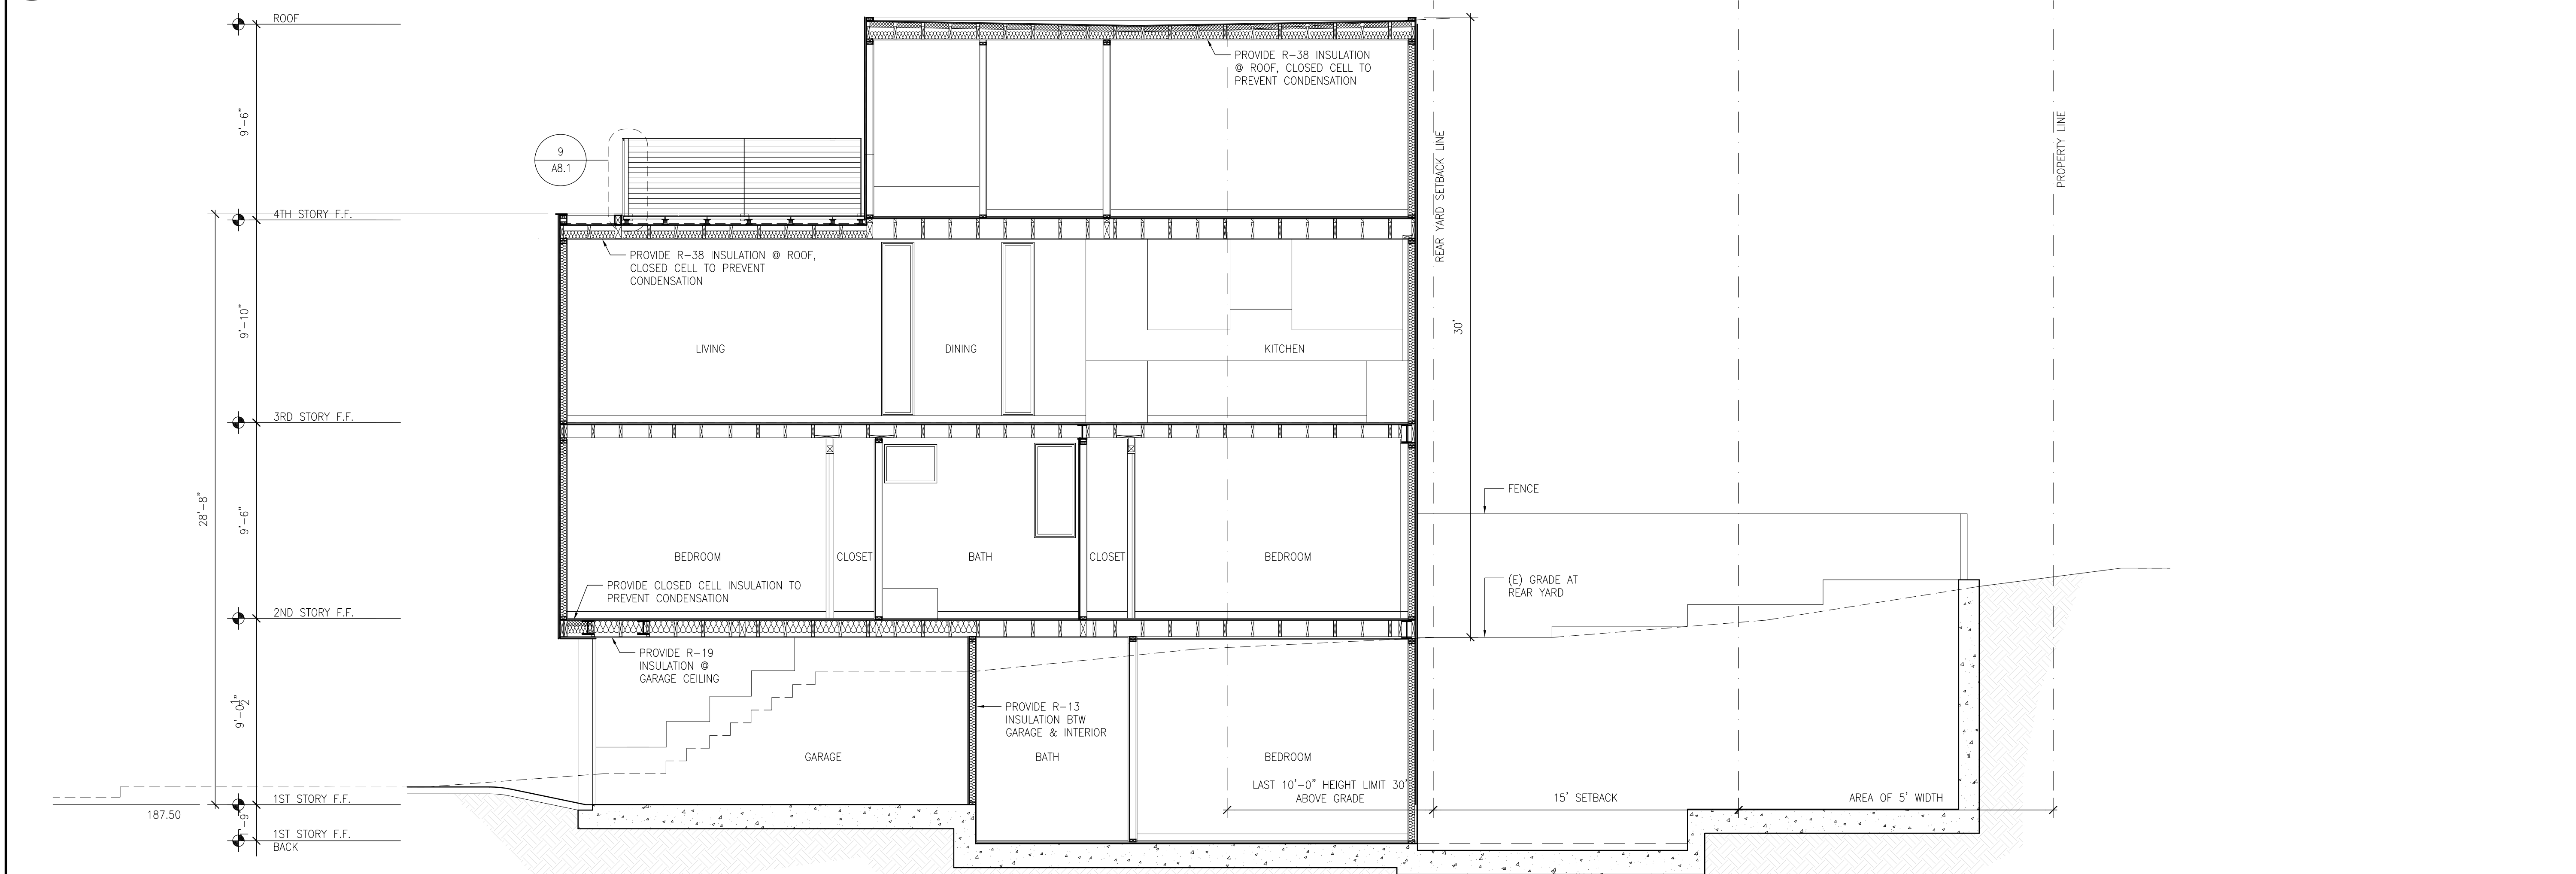 ROOF
PROVIDE R-38 INSULATION
@ ROOF, CLOSED CELL TO
PREVENT CONDENSATION
9'-6"
REAR YARD SETBACK LINE
PROPERTY LINE
9
A8.1
4TH STORY F.F.
PROVIDE R-38 INSULATION @ ROOF,
CLOSED CELL TO PREVENT
CONDENSATION
9'-10"
30'
LIVING
DINING
KITCHEN
3RD STORY F.F.
28'-8"
9'-6"
FENCE
BEDROOM
CLOSET
BATH
CLOSET
BEDROOM
PROVIDE CLOSED CELL INSULATION TO
PREVENT CONDENSATION
(E) GRADE AT
REAR YARD
2ND STORY F.F.
PROVIDE R-19
INSULATION @
GARAGE CEILING
9'-0 1/2"
PROVIDE R-13
INSULATION BTW
GARAGE & INTERIOR
GARAGE
BATH
BEDROOM
LAST 10'-0" HEIGHT LIMIT 30'
ABOVE GRADE
15' SETBACK
AREA OF 5' WIDTH
1ST STORY F.F.
187.50
1'-9"
1ST STORY F.F.
BACK